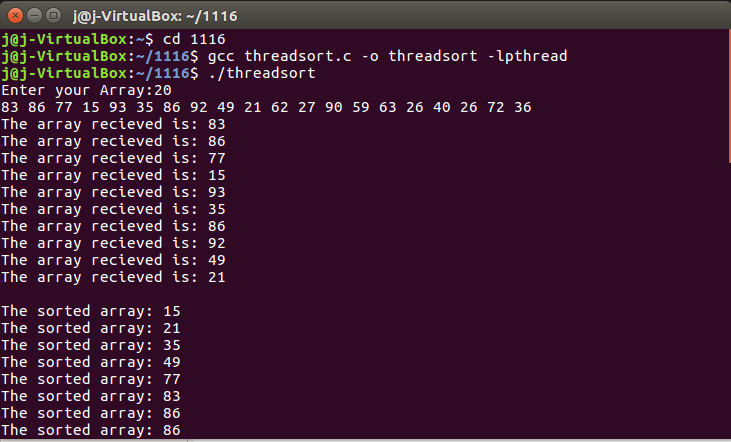 j@j-VirtualBox: ~/1116
j@j-VirtualBox:~$ cd 1116
j@j-VirtualBox:~/1116$ gcc threadsort.c -o threadsort -lpthread
j@j-VirtualBox:~/1116$ ./threadsort
Enter your Array:20
83 86 77 15 93 35 86 92 49 21 62 27 90 59 63 26 40 26 72 36
The array recieved is: 83
The array recieved is: 86
The array recieved is: 77
The array recieved is: 15
The array recieved is: 93
The array recieved is: 35
The array recieved is: 86
The array recieved is: 92
The array recieved is: 49
The array recieved is: 21
The sorted array: 15
The sorted array: 21
The sorted array: 35
The sorted array: 49
The sorted array: 77
The sorted array: 83
The sorted array: 86
The sorted array: 86